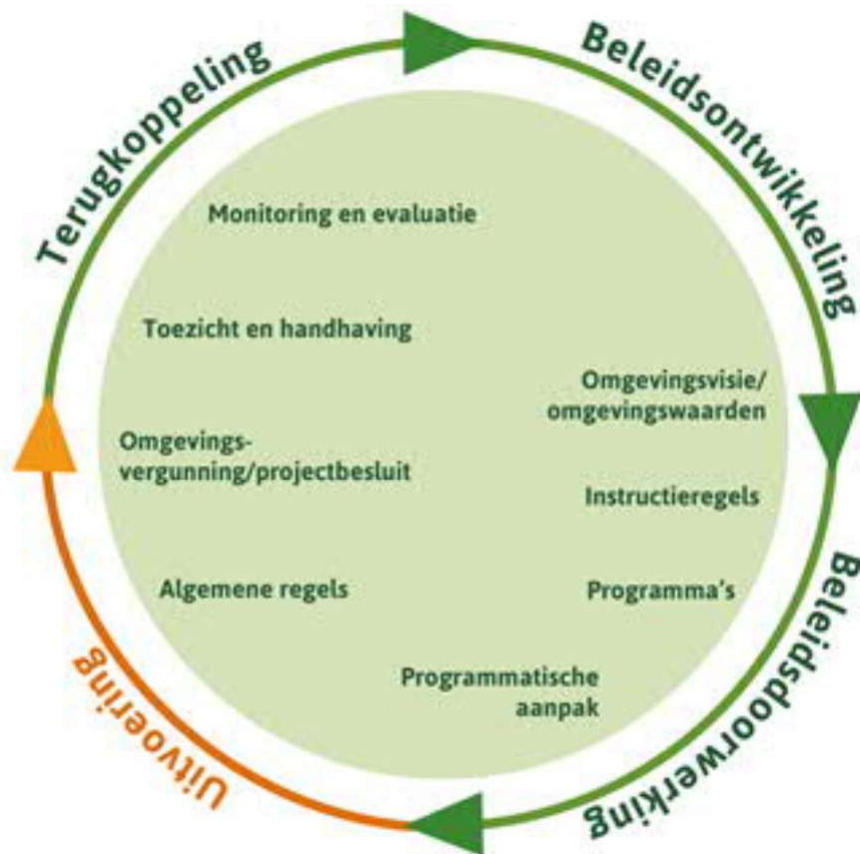 Terugkoppeling
Beleidsontwikkeling
Monitoring en evaluatie
Toezicht en handhaving
Omgevingsvisie/
omgevingswaarden
Omgevings-
vergunning/projectbesluit
Instructieregels
Algemene regels
Programma's
Programmatische
aanpak
Uitvoering
Beleidsdoorwerking